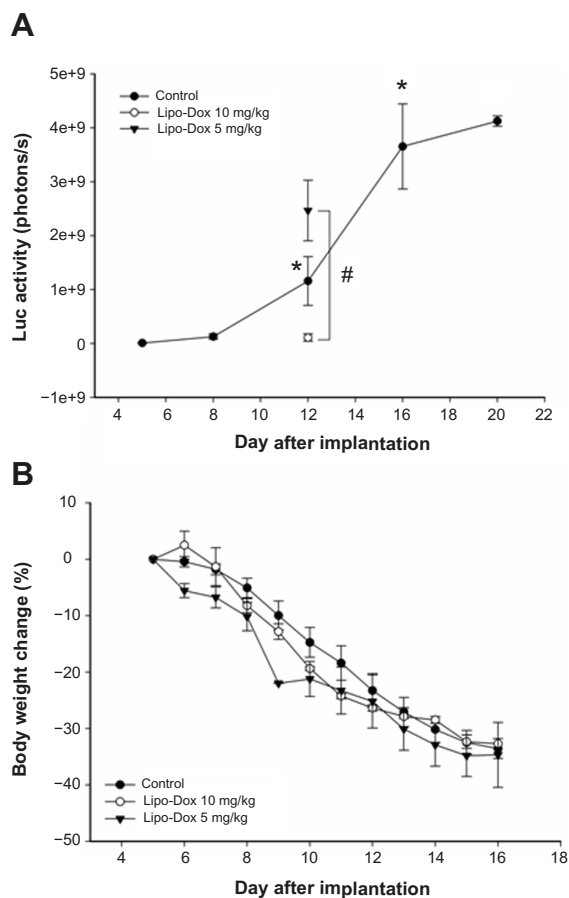 A
Luc activity (photons/s)
5e+9
4e+9
3e+9
2e+9
1e+9
0
−1e+9
Control
Lipo-Dox 10 mg/kg
Lipo-Dox 5 mg/kg
*
*
#
4 6 8 10 12 14 16 18 20 22
Day after implantation
B
Body weight change (%)
10
0
−10
−20
−30
−40
−50
Control
Lipo-Dox 10 mg/kg
Lipo-Dox 5 mg/kg
4 6 8 10 12 14 16 18
Day after implantation